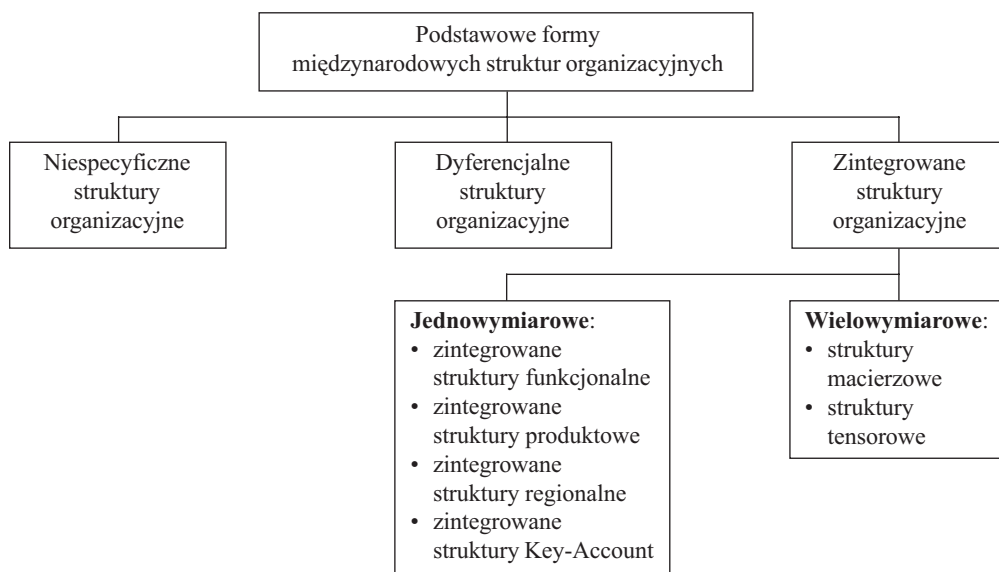 Podstawowe formy
międzynarodowych struktur organizacyjnych
Niespecyficzne
struktury
organizacyjne
Dyferencjalne
struktury
organizacyjne
Zintegrowane
struktury
organizacyjne
Jednowymiarowe:
• zintegrowane
struktury funkcjonalne
• zintegrowane
struktury produktowe
• zintegrowane
struktury regionalne
• zintegrowane
struktury Key-Account
Wielowymiarowe:
• struktury
macierzowe
• struktury
tensorowe